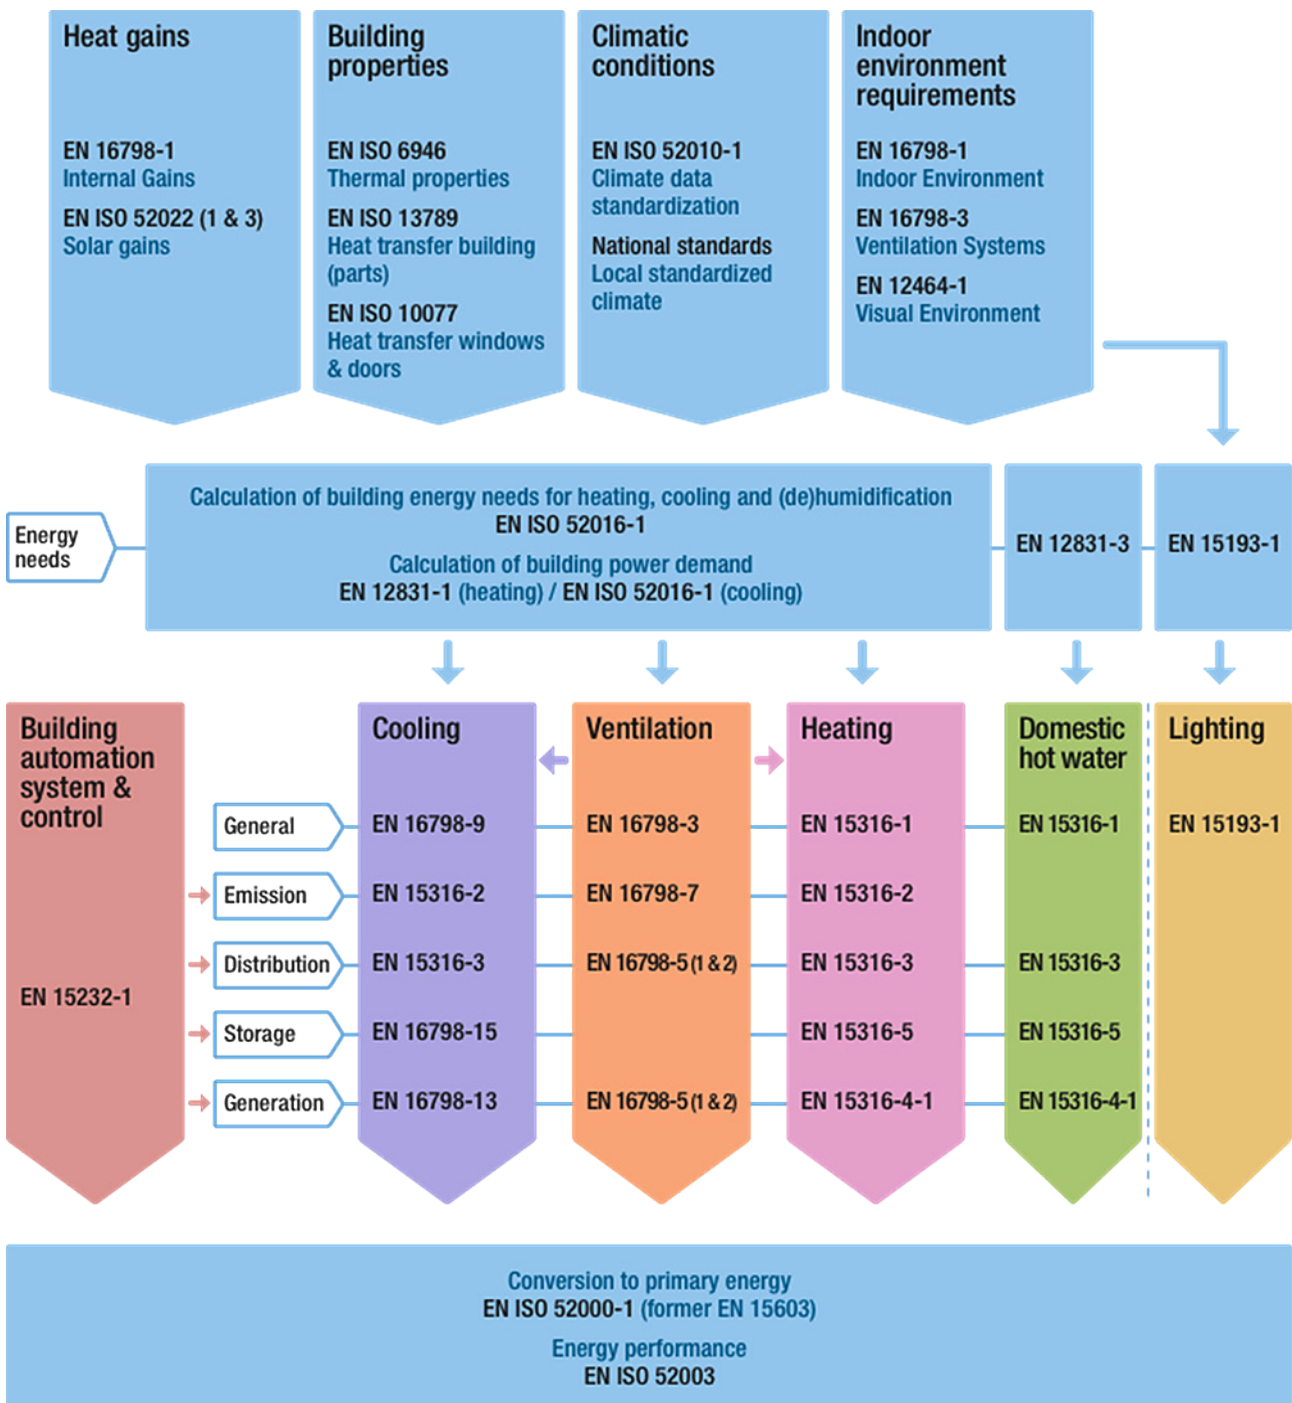 Heat gains
EN 16798-1
Internal Gains
EN ISO 52022 (1 & 3)
Solar gains
Building
properties
EN ISO 6946
Thermal properties
EN ISO 13789
Heat transfer building
(parts)
EN ISO 10077
Heat transfer windows
& doors
Climatic
conditions
EN ISO 52010-1
Climate data
standardization
National standards
Local standardized
climate
Indoor
environment
requirements
EN 16798-1
Indoor Environment
EN 16798-3
Ventilation Systems
EN 12464-1
Visual Environment
Energy
needs
Calculation of building energy needs for heating, cooling and (de)humidification
EN ISO 52016-1
Calculation of building power demand
EN 12831-1 (heating) / EN ISO 52016-1 (cooling)
EN 12831-3
EN 15193-1
Building
automation
system &
control
EN 15232-1
General
Emission
Distribution
Storage
Generation
Cooling
EN 16798-9
EN 15316-2
EN 15316-3
EN 16798-15
EN 16798-13
Ventilation
EN 16798-3
EN 16798-7
EN 16798-5 (1 & 2)
EN 16798-5 (1 & 2)
Heating
EN 15316-1
EN 15316-2
EN 15316-3
EN 15316-5
EN 15316-4-1
Domestic
hot water
EN 15316-1
EN 15316-3
EN 15316-5
EN 15316-4-1
Lighting
EN 15193-1
Conversion to primary energy
EN ISO 52000-1 (former EN 15603)
Energy performance
EN ISO 52003